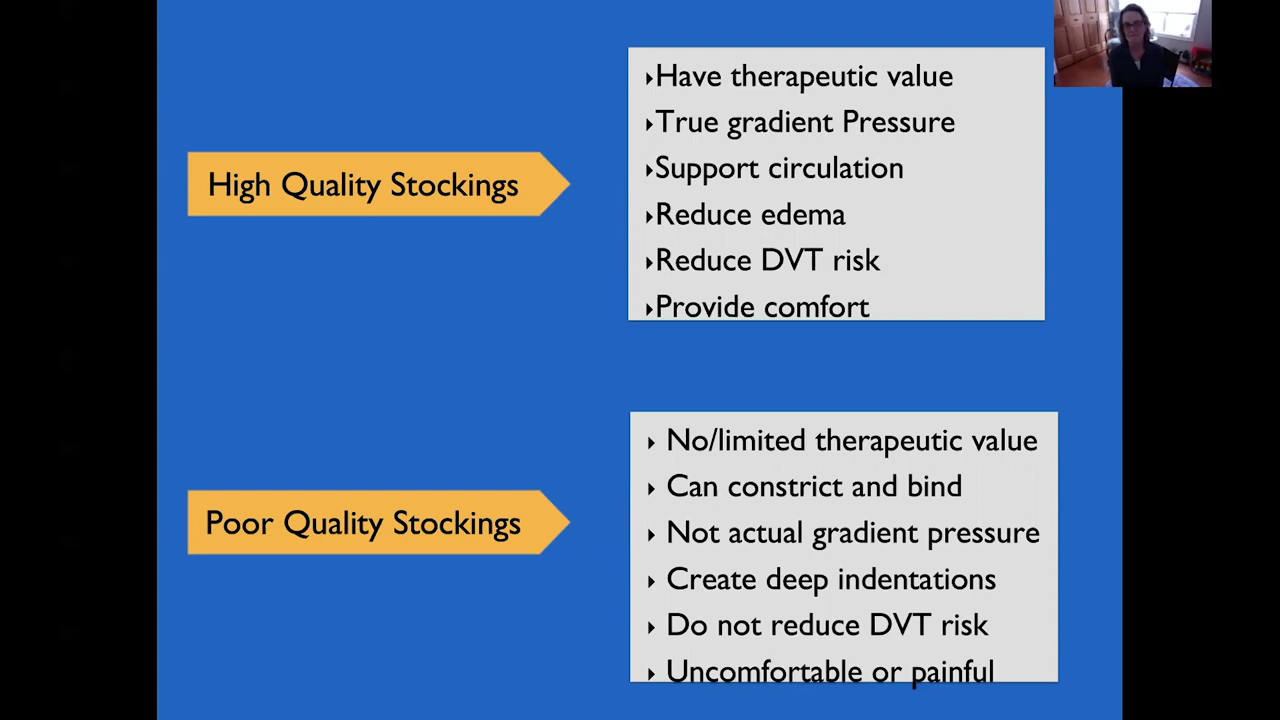 High Quality Stockings
Have therapeutic value
True gradient Pressure
Support circulation
Reduce edema
Reduce DVT risk
Provide comfort
Poor Quality Stockings
No/limited therapeutic value
Can constrict and bind
Not actual gradient pressure
Create deep indentations
Do not reduce DVT risk
Uncomfortable or painful